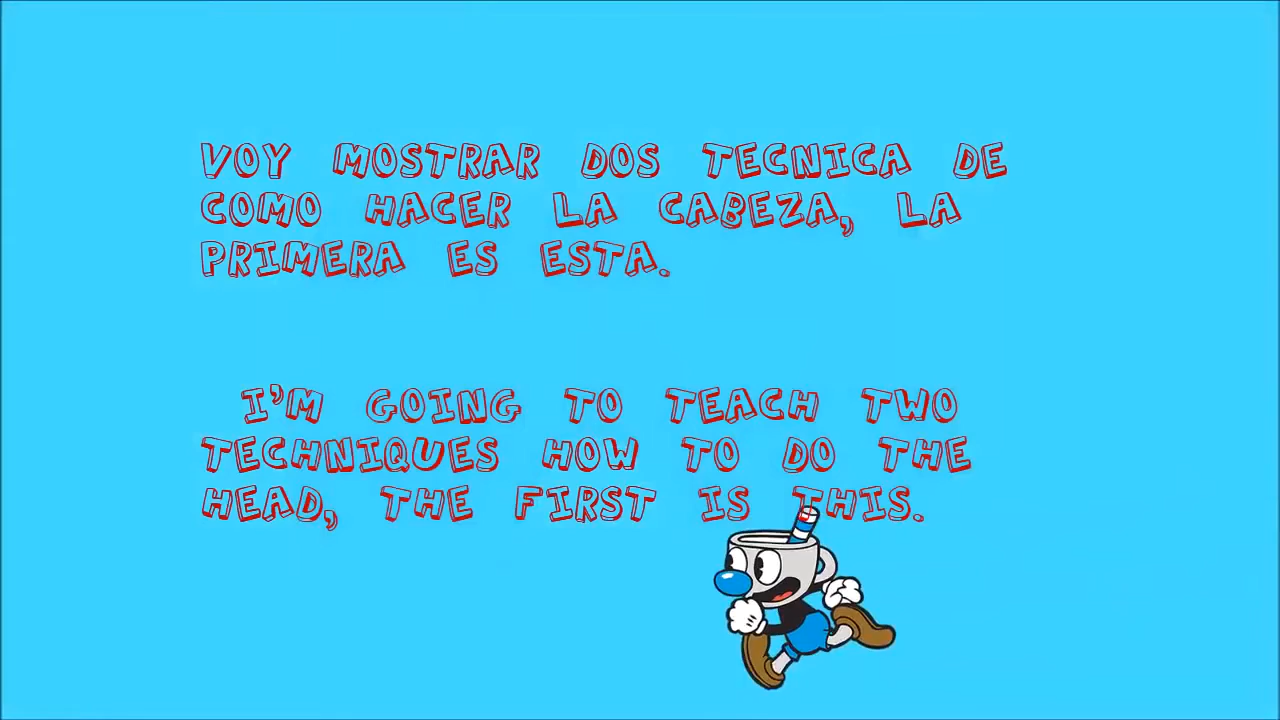 VOY MOSTRAR DOS TECNICA DE
COMO HACER LA CABEZA, LA
PRIMERA ES ESTA.
I'M GOING TO TEACH TWO
TECHNIQUES HOW TO DO THE
HEAD, THE FIRST IS THIS.